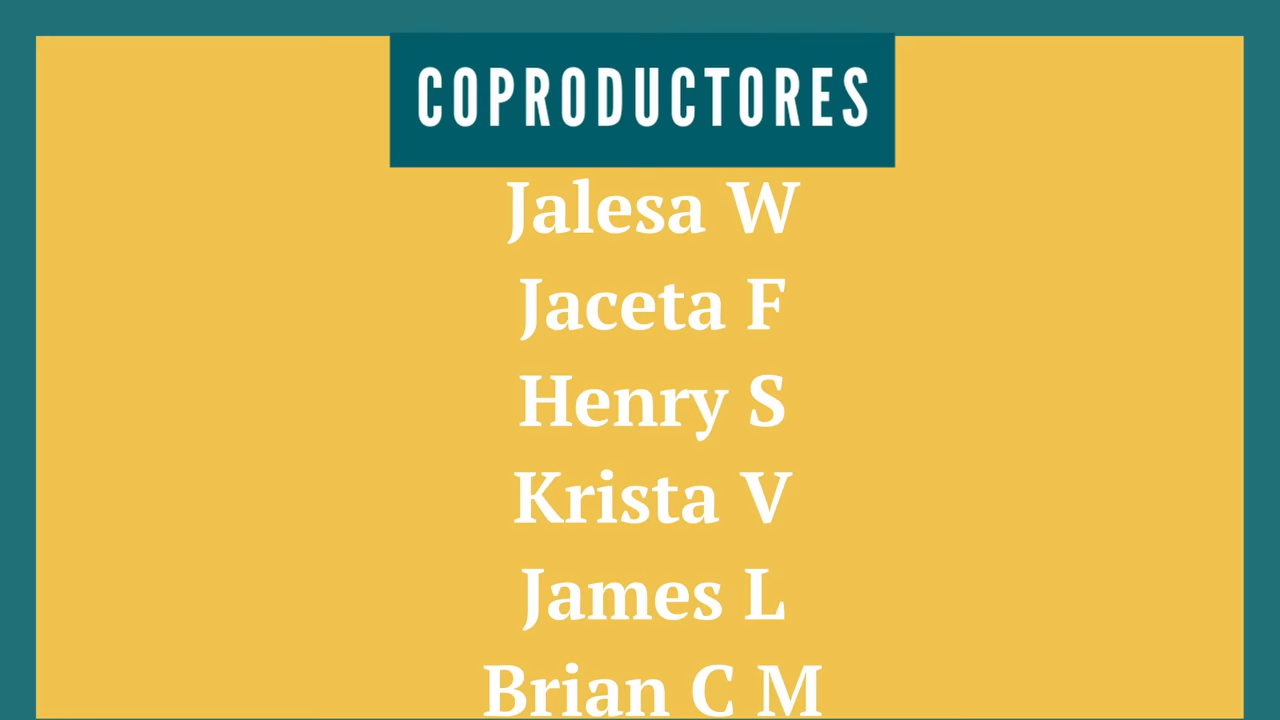 COPRODUCTORES
Jalesa W
Jaceta F
Henry S
Krista V
James L
Brian C M